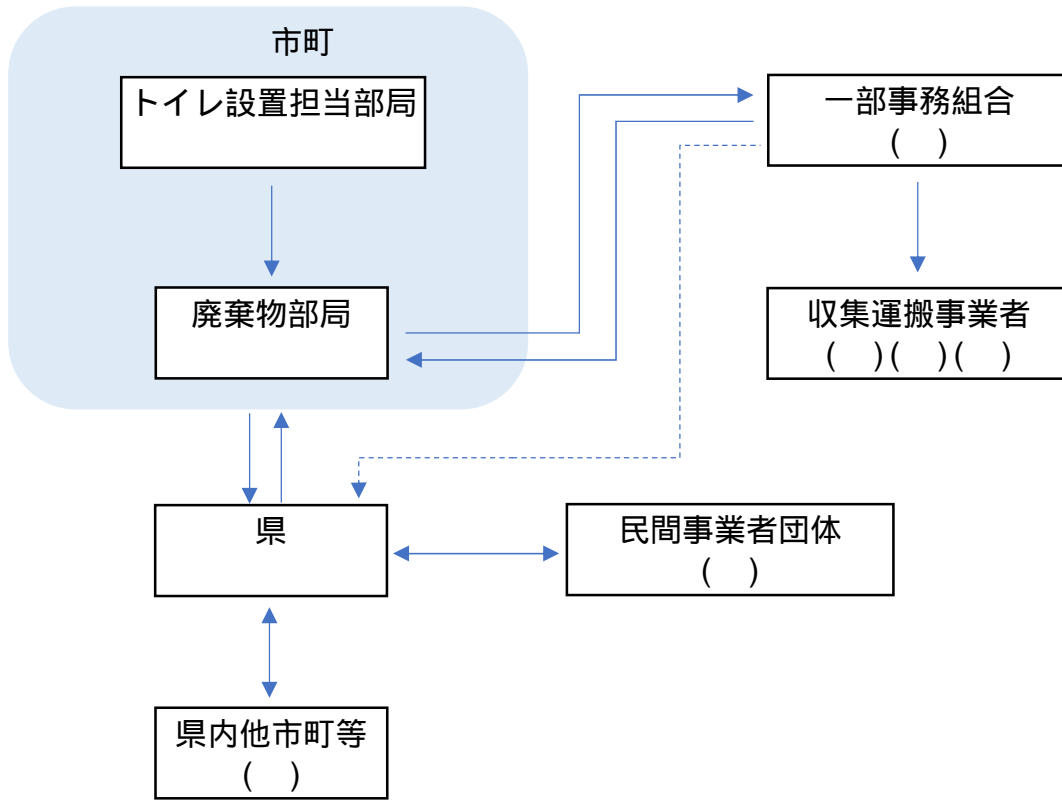 市町
トイレ設置担当部局
一部事務組合
(　)
廃棄物部局
収集運搬事業者
(　)(　)(　)
県
民間事業者団体
(　)
県内他市町等
(　)